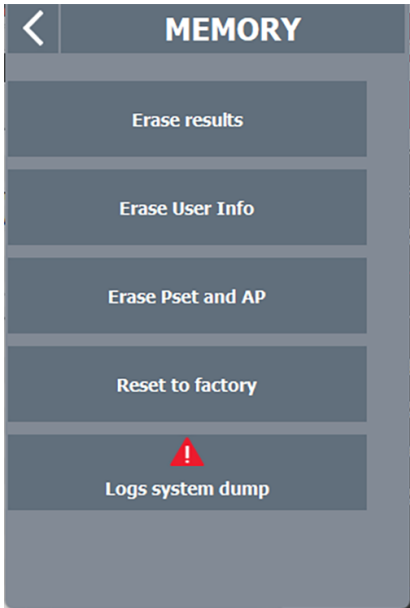 MEMORY
Erase results
Erase User Info
Erase Pset and AP
Reset to factory
Logs system dump